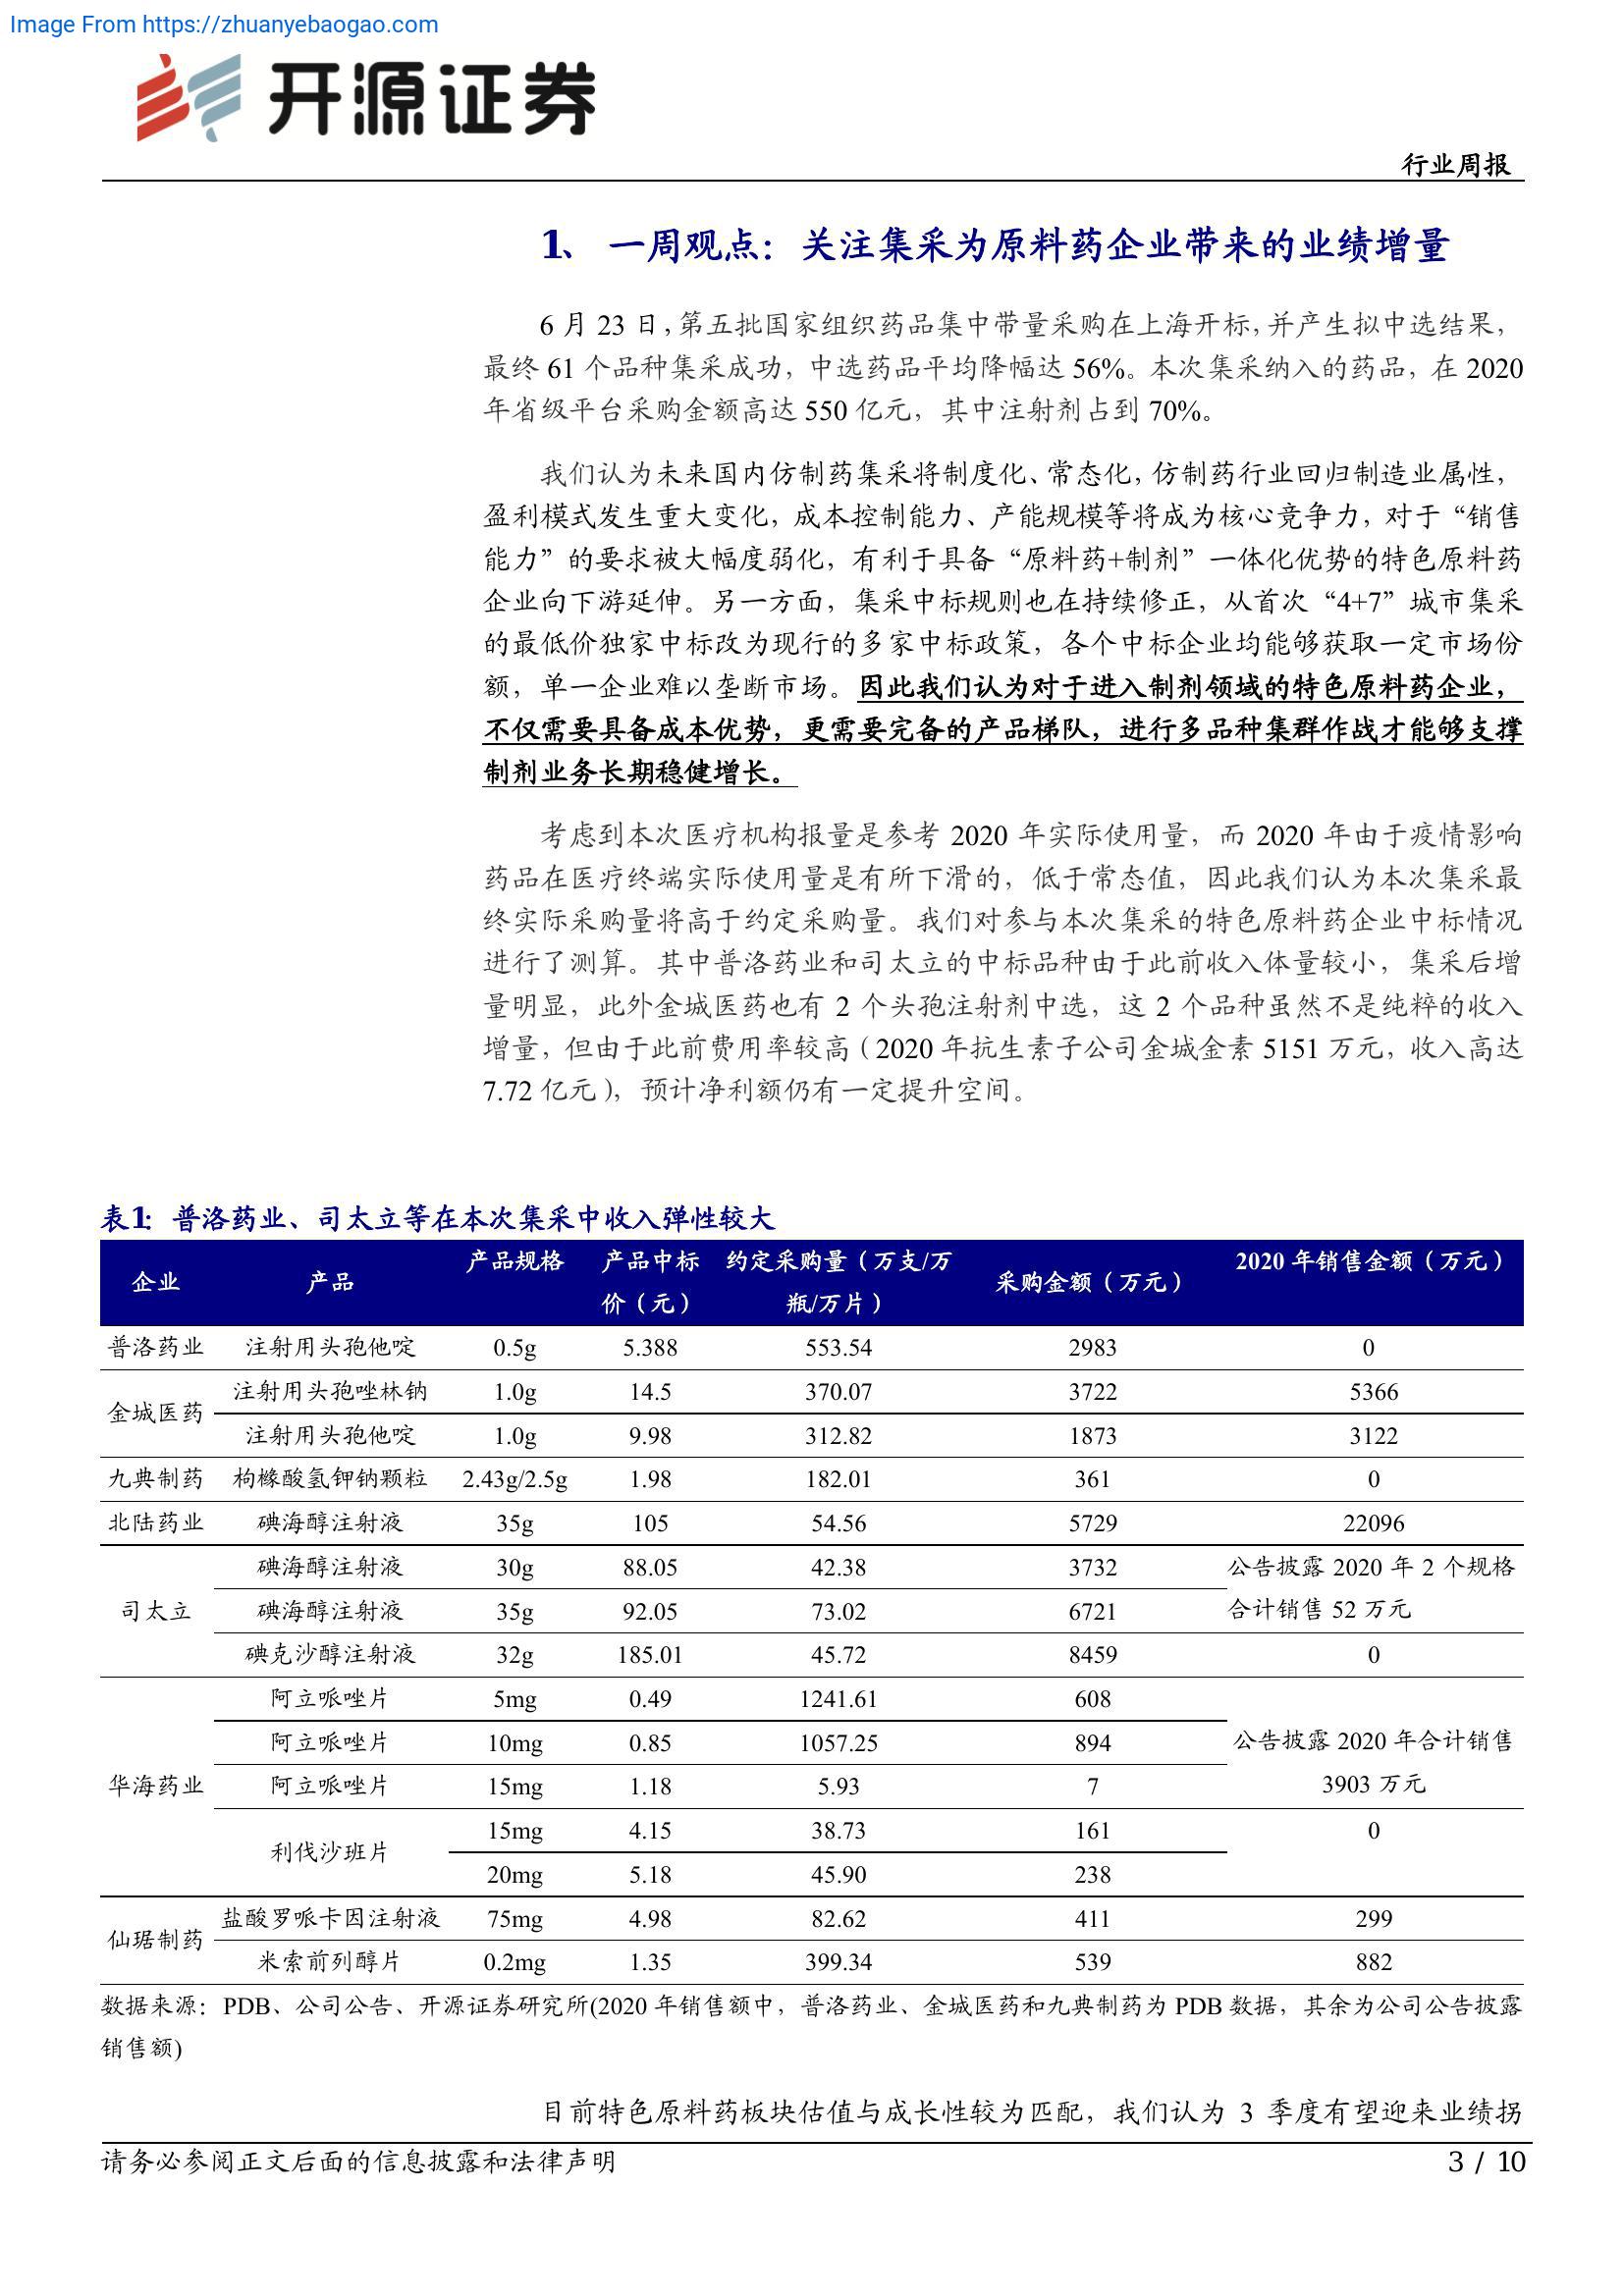 Image From https://zhuanyebaogao.com
开源证券
行业周报
1、 一周观点：关注集采为原料药企业带来的业绩增量
6 月 23 日，第五批国家组织药品集中带量采购在上海开标，并产生拟中选结果，
最终 61 个品种集采成功，中选药品平均降幅达 56%。本次集采纳入的药品，在 2020
年省级平台采购金额高达 550 亿元，其中注射剂占到 70%。
我们认为未来国内仿制药集采将制度化、常态化，仿制药行业回归制造业属性，
盈利模式发生重大变化，成本控制能力、产能规模等将成为核心竞争力，对于“销售
能力”的要求被大幅度弱化，有利于具备“原料药+制剂”一体化优势的特色原料药
企业向下游延伸。另一方面，集采中标规则也在持续修正，从首次“4+7”城市集采
的最低价独家中标改为现行的多家中标政策，各个中标企业均能够获取一定市场份
额，单一企业难以垄断市场。因此我们认为对于进入制剂领域的特色原料药企业，
不仅需要具备成本优势，更需要完备的产品梯队，进行多品种集群作战才能够支撑
制剂业务长期稳健增长。
考虑到本次医疗机构报量是参考 2020 年实际使用量，而 2020 年由于疫情影响
药品在医疗终端实际使用量是有所下滑的，低于常态值，因此我们认为本次集采最
终实际采购量将高于约定采购量。我们对参与本次集采的特色原料药企业中标情况
进行了测算。其中普洛药业和司太立的中标品种由于此前收入体量较小，集采后增
量明显，此外金城医药也有 2 个头孢注射剂中选，这 2 个品种虽然不是纯粹的收入
增量，但由于此前费用率较高（2020 年抗生素子公司金城金素 5151 万元，收入高达
7.72 亿元），预计净利额仍有一定提升空间。
表1：普洛药业、司太立等在本次集采中收入弹性较大
企业 产品 产品规格 产品中标价（元） 约定采购量（万支/万瓶/万片） 采购金额（万元） 2020 年销售金额（万元）
普洛药业 注射用头孢他啶 0.5g 5.388 553.54 2983 0
金城医药 注射用头孢唑林钠 1.0g 14.5 370.07 3722 5366
注射用头孢他啶 1.0g 9.98 312.82 1873 3122
九典制药 枸橼酸氢钾钠颗粒 2.43g/2.5g 1.98 182.01 361 0
北陆药业 碘海醇注射液 35g 105 54.56 5729 22096
司太立 碘海醇注射液 30g 88.05 42.38 3732 公告披露 2020 年 2 个规格
碘海醇注射液 35g 92.05 73.02 6721 合计销售 52 万元
碘克沙醇注射液 32g 185.01 45.72 8459 0
华海药业 阿立哌唑片 5mg 0.49 1241.61 608
阿立哌唑片 10mg 0.85 1057.25 894 公告披露 2020 年合计销售
阿立哌唑片 15mg 1.18 5.93 7 3903 万元
利伐沙班片 15mg 4.15 38.73 161 0
20mg 5.18 45.90 238
仙琚制药 盐酸罗哌卡因注射液 75mg 4.98 82.62 411 299
米索前列醇片 0.2mg 1.35 399.34 539 882
数据来源：PDB、公司公告、开源证券研究所(2020 年销售额中，普洛药业、金城医药和九典制药为 PDB 数据，其余为公司公告披露
销售额)
目前特色原料药板块估值与成长性较为匹配，我们认为 3 季度有望迎来业绩拐
请务必参阅正文后面的信息披露和法律声明
3 / 10